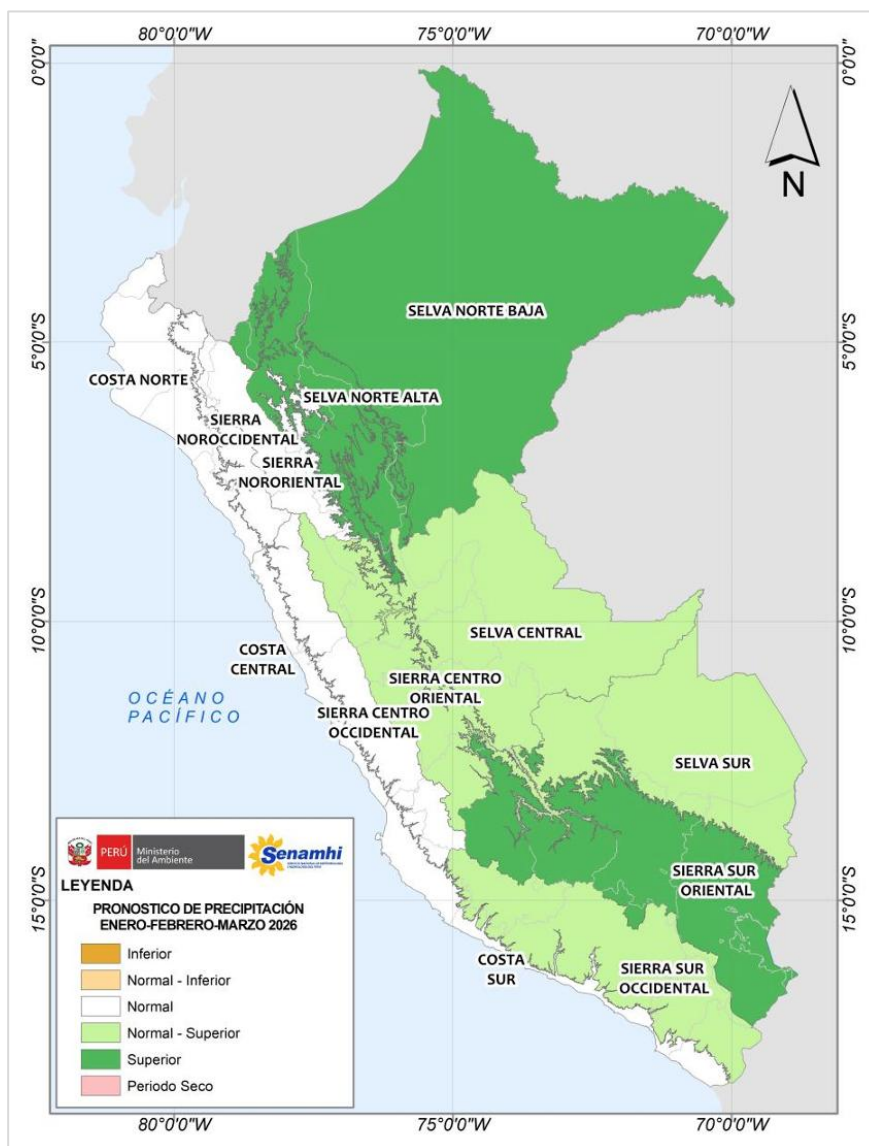 80°0'0"W 75°0'0"W 70°0'0"W
0°0'0"
5°0'0"S
10°0'0"S
15°0'0"S
0°0'0"
5°0'0"S
10°0'0"S
15°0'0"S
N
SELVA NORTE BAJA
COSTA NORTE
SELVA NORTE ALTA
SIERRA
NOROCCIDENTAL
SIERRA
NORORIENTAL
SELVA CENTRAL
COSTA
CENTRAL
SIERRA CENTRO
ORIENTAL
OCÉANO
PACÍFICO
SIERRA CENTRO
OCCIDENTAL
SELVA SUR
SIERRA SUR
ORIENTAL
COSTA
SUR
SIERRA SUR
OCCIDENTAL
PERÚ
Ministerio
del Ambiente
Senamhi
LEYENDA
PRONOSTICO DE PRECIPITACIÓN
ENERO-FEBRERO-MARZO 2026
Inferior
Normal - Inferior
Normal
Normal - Superior
Superior
Periodo Seco
80°0'0"W 75°0'0"W 70°0'0"W